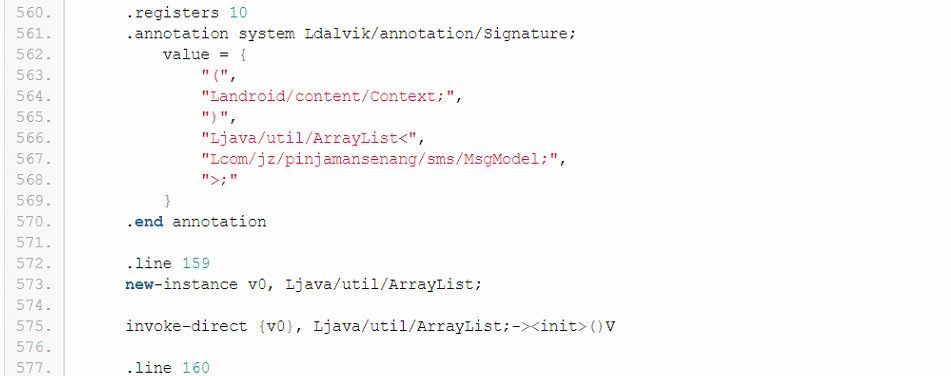 560. .registers 10
561. .annotation system Ldalvik/annotation/Signature;
562. value = {
563. "(",
564. "Landroid/content/Context;",
565. ")",
566. "Ljava/util/ArrayList<",
567. "Lcom/jz/pinjamansenang/sms/MsgModel;",
568. ">;"
569. }
570. .end annotation
571.
572. .line 159
573. new-instance v0, Ljava/util/ArrayList;
574.
575. invoke-direct {v0}, Ljava/util/ArrayList;-><init>()V
576.
577. .line 160